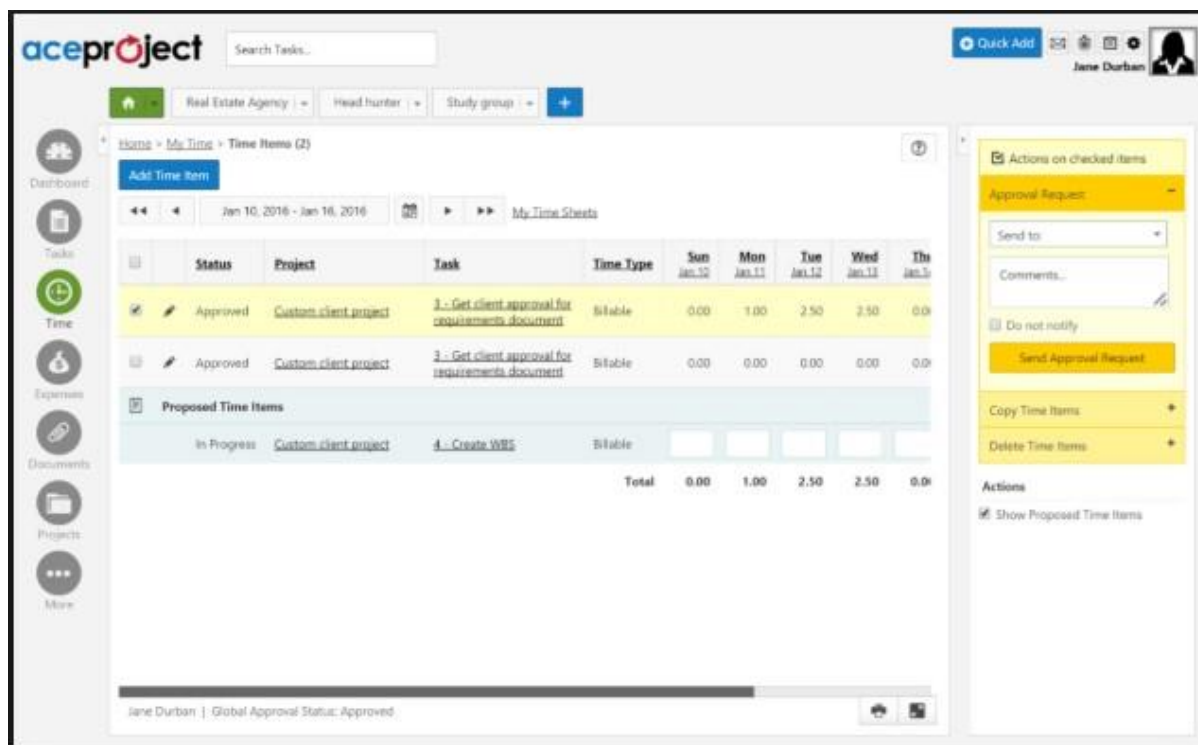 aceproject
Search Tasks...
Quick Add
Jane Durban
Real Estate Agency
Head hunter
Study group
+
Dashboard
Tasks
Time
Expenses
Documents
Projects
More
Home > My Time > Time Items (2)
Add Time Item
Jan 10, 2016 - Jan 16, 2016
My Time Sheets
Status Project Task Time Type Sun Mon Tue Wed Thu
Jan 10 Jan 11 Jan 12 Jan 13
Approved Custom client project 3 - Get client approval for Billable 0.00 1.00 2.50 2.50
requirements document
Approved Custom client project 3 - Get client approval for Billable 0.00 0.00 0.00 0.00
requirements document
Proposed Time Items
In Progress Custom client project 4 - Create WBS Billable
Total 0.00 1.00 2.50 2.50
Jane Durban | Global Approval Status: Approved
Actions on checked items
Approval Request
Send to:
Comments...
Do not notify
Send Approval Request
Copy Time Items
Delete Time Items
Actions
Show Proposed Time Items